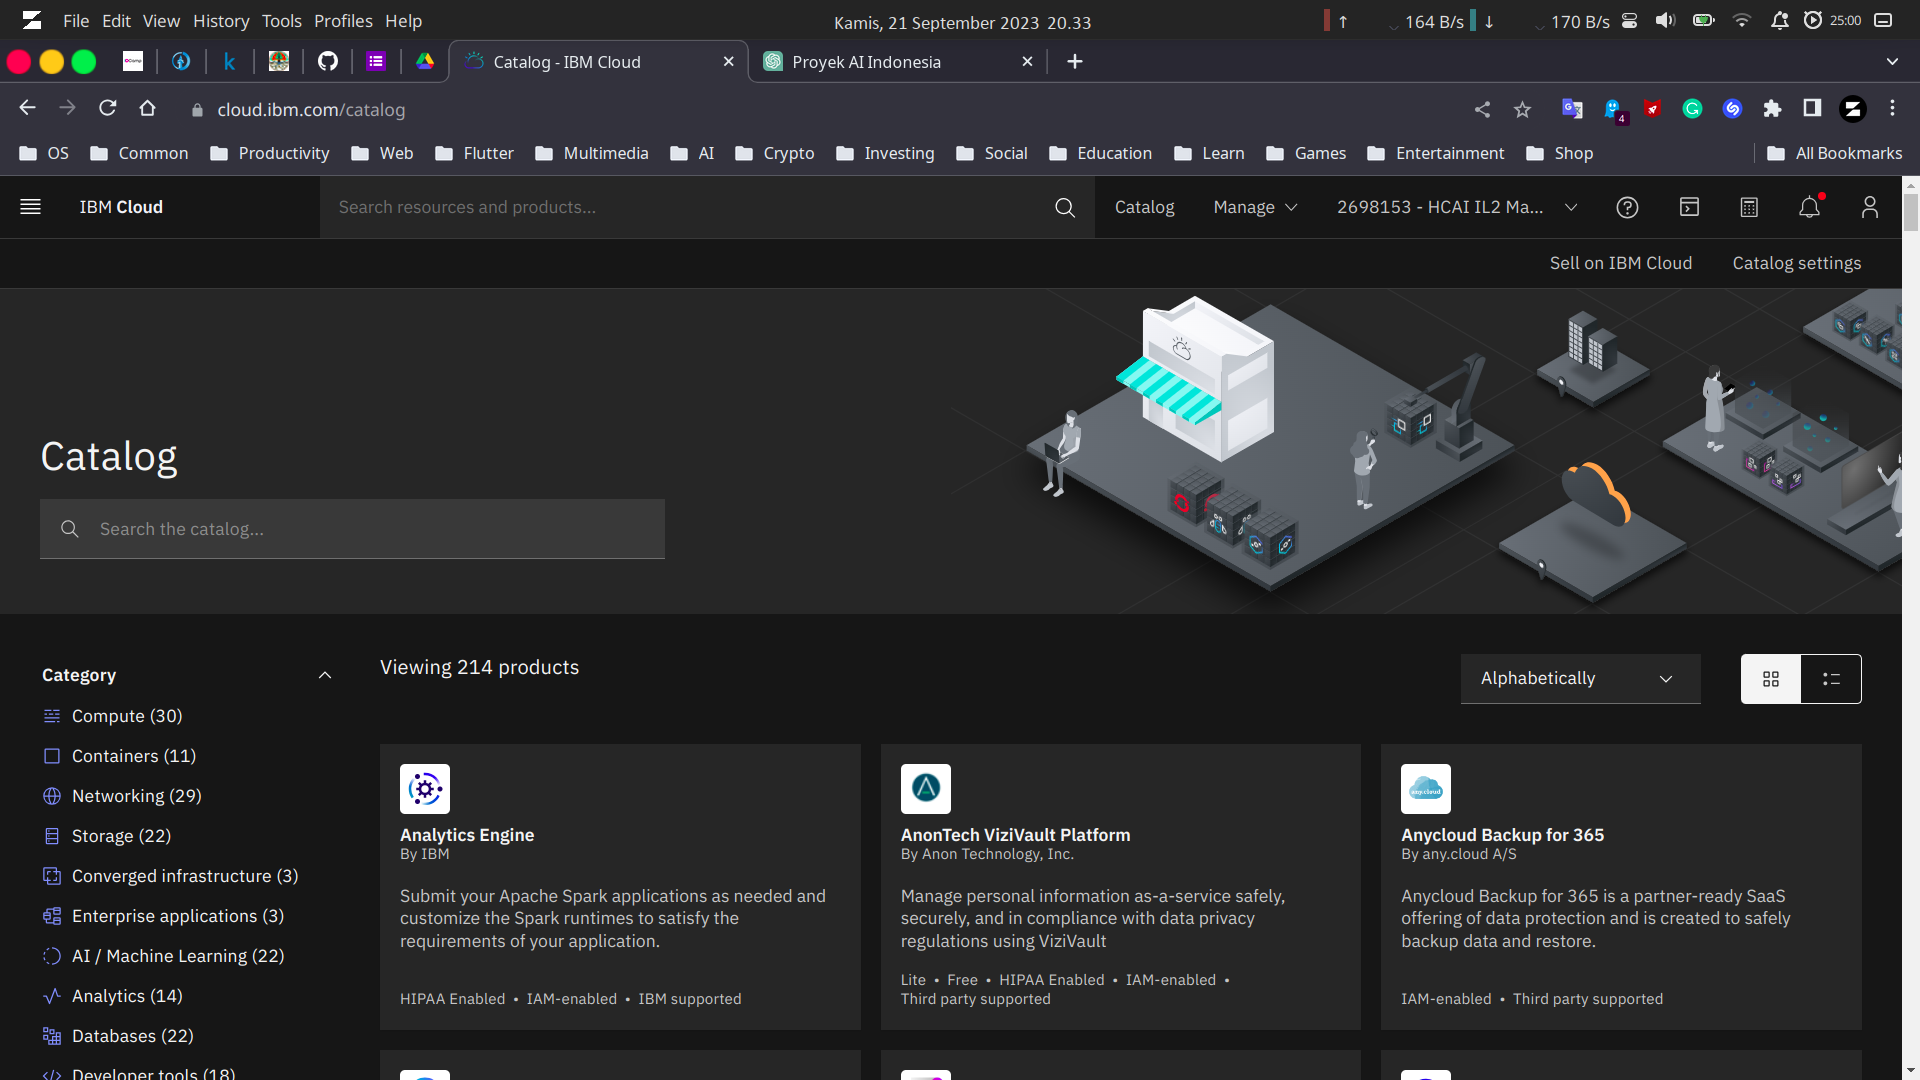 File Edit View History Tools Profiles Help
Kamis, 21 September 2023 20.33
↑ 164 B/s ↓ 170 B/s 25:00
Catalog - IBM Cloud
Proyek AI Indonesia
cloud.ibm.com/catalog
4
OS Common Productivity Web Flutter Multimedia AI Crypto Investing Social Education Learn Games Entertainment Shop All Bookmarks
IBM Cloud
Search resources and products...
Catalog Manage 2698153 - HCAI IL2 Ma...
Sell on IBM Cloud Catalog settings
Catalog
Search the catalog...
Category
Compute (30)
Containers (11)
Networking (29)
Storage (22)
Converged infrastructure (3)
Enterprise applications (3)
AI / Machine Learning (22)
Analytics (14)
Databases (22)
Developer tools (18)
Viewing 214 products
Alphabetically
Analytics Engine
By IBM
Submit your Apache Spark applications as needed and
customize the Spark runtimes to satisfy the
requirements of your application.
HIPAA Enabled • IAM-enabled • IBM supported
AnonTech ViziVault Platform
By Anon Technology, Inc.
Manage personal information as-a-service safely,
securely, and in compliance with data privacy
regulations using ViziVault
Lite • Free • HIPAA Enabled • IAM-enabled •
Third party supported
any.cloud
Anycloud Backup for 365
By any.cloud A/S
Anycloud Backup for 365 is a partner-ready SaaS
offering of data protection and is created to safely
backup data and restore.
IAM-enabled • Third party supported